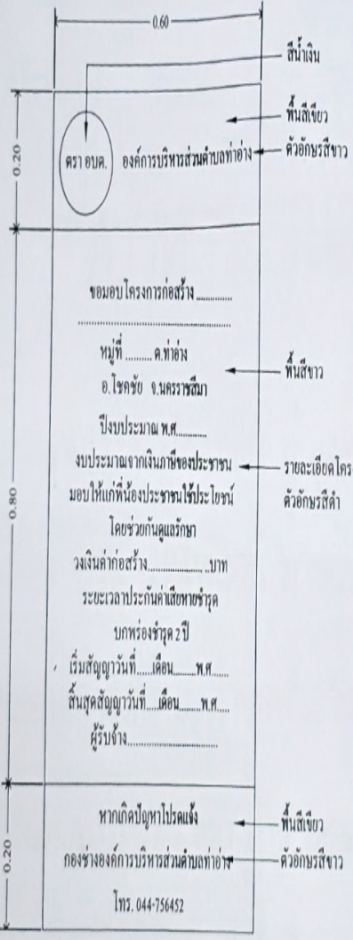 0.60
สีน้ำเงิน
พื้นสีเขียว
0.20
ตรา อบต.
องค์การบริหารส่วนตำบลท่าอ่าง
ตัวอักษรสีขาว
ขอมอบโครงการก่อสร้าง............
..........................................
หมู่ที่ ......... ต.ท่าอ่าง
พื้นสีขาว
อ.โชคชัย จ.นครราชสีมา
ปีงบประมาณ พ.ศ..........
งบประมาณจากเงินภาษีของประชาชน
รายละเอียดโคร
0.80
มอบให้แก่พี่น้องประชาชนใช้ประโยชน์
ตัวอักษรสีดำ
โดยช่วยกันดูแลรักษา
วงเงินค่าก่อสร้าง..................บาท
ระยะเวลาประกันค่าเสียหายชำรุด
บกพร่องชำรุด 2 ปี
เริ่มสัญญาวันที่.....เดือน........พ.ศ.....
สิ้นสุดสัญญาวันที่.....เดือน........พ.ศ.....
ผู้รับจ้าง...........................
0.20
หากเกิดปัญหาโปรดแจ้ง
พื้นสีเขียว
กองช่างองค์การบริหารส่วนตำบลท่าอ่าง
ตัวอักษรสีขาว
โทร. 044-756452